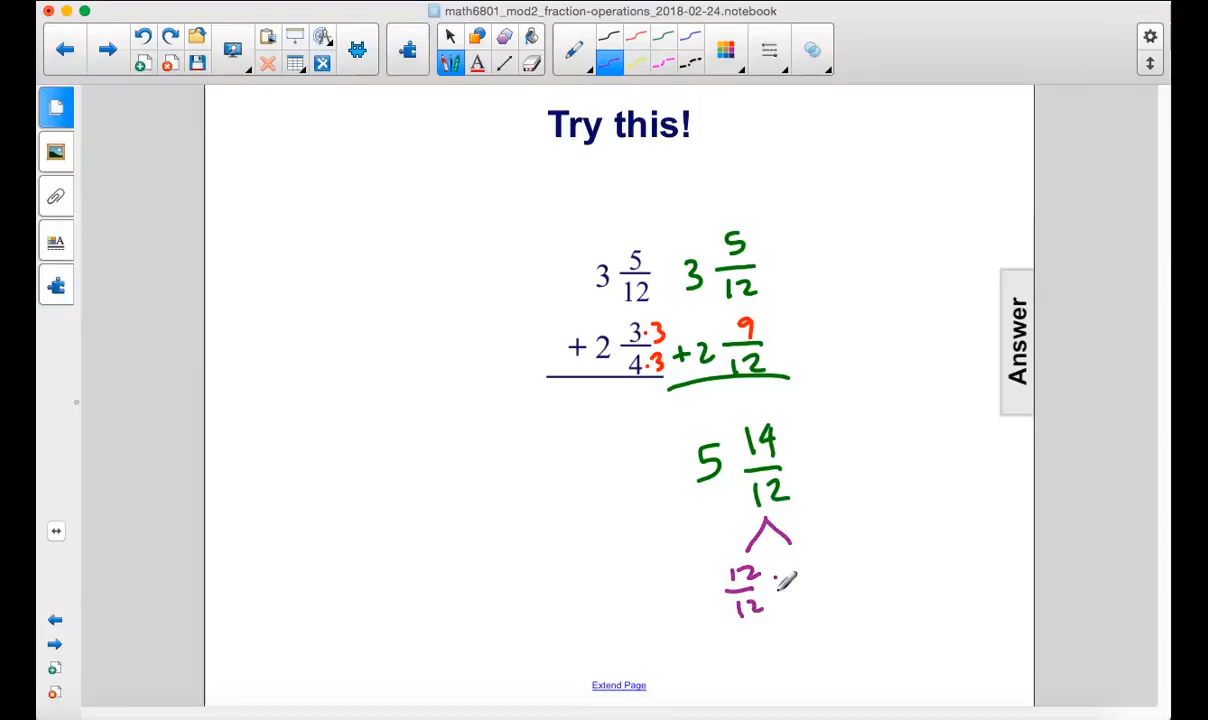 math6801_mod2_fraction-operations_2018-02-24.notebook
Try this!
3 5/12 3 5/12
+ 2 3·3/4·3 +2 9/12
5 14/12
12/12
Answer
Extend Page